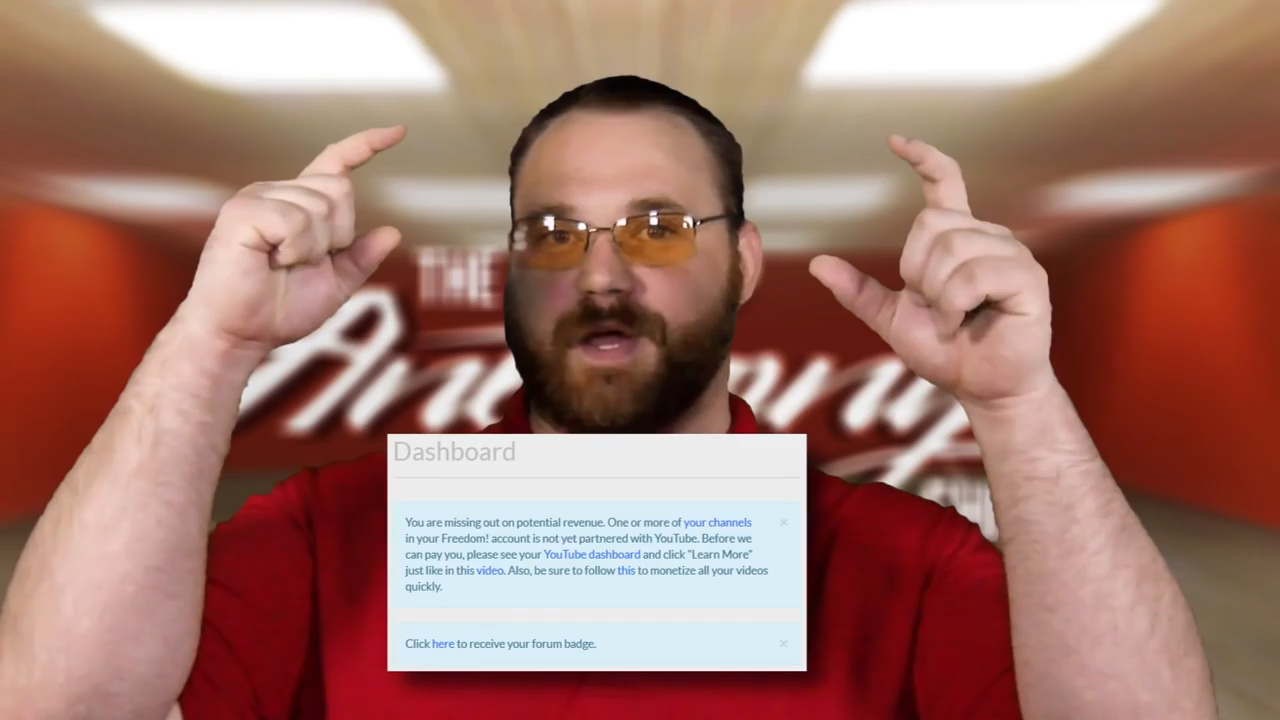 THE
Dashboard
You are missing out on potential revenue. One or more of your channels
in your Freedom! account is not yet partnered with YouTube. Before we
can pay you, please see your YouTube dashboard and click "Learn More"
just like in this video. Also, be sure to follow this to monetize all your videos
quickly.
Click here to receive your forum badge.